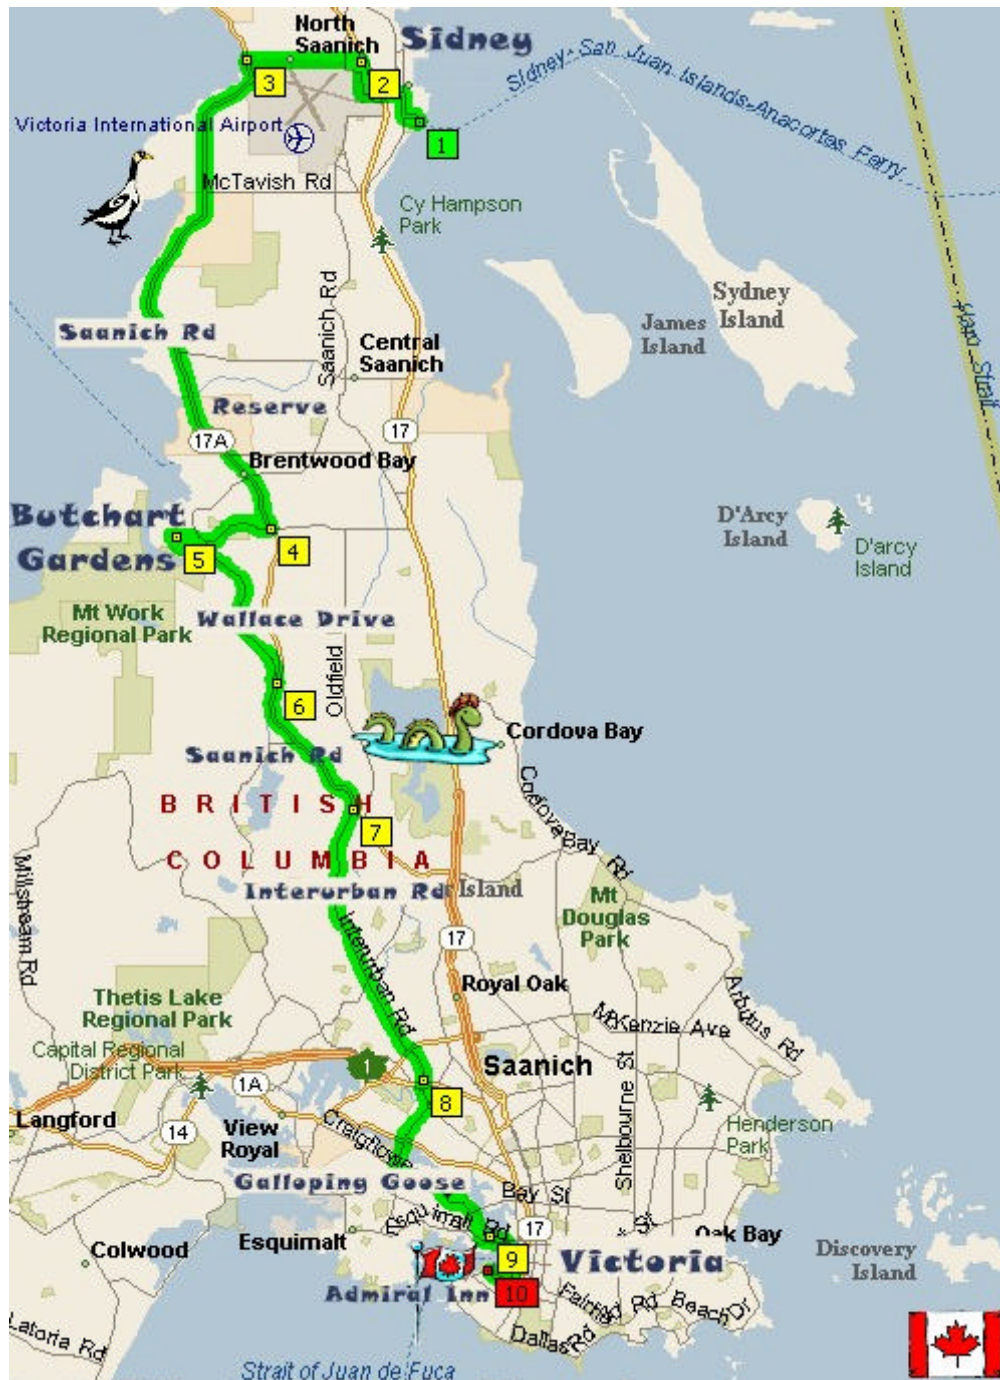 North
Saanich
Sidney
Sidney-San Juan Islands-Anacortes Ferry
3
2
1
Victoria International Airport
McTavish Rd
Cy Hampson
Park
Saanich Rd
Sydney
Island
James
Island
Haro Strait
Saanich Rd
Central
Saanich
Reserve
17
17A
Brentwood Bay
Butchart
Gardens
4
5
D'Arcy
Island
D'arcy
Island
Mt Work
Regional Park
Wallace Drive
Oldfield
6
Cordova Bay
Saanich Rd
BRITISH
7
Cordova Bay Rd
COLUMBIA
Millstream Rd
Interurban Rd
Island
Mt
Douglas
Park
Interurban Rd
17
Royal Oak
Thetis Lake
Regional Park
McKenzie Ave
Arbutus Rd
Capital Regional
District Park
1
Saanich
1A
8
Langford
14
View
Royal
Craigflower
Shelbourne St
Henderson
Park
Galloping Goose
Bay St
Esquimalt Rd
17
St
Oak Bay
Colwood
Esquimalt
9
Victoria
Discovery
Island
Admiral Inn
10
Fairfield Rd
Beach Dr
Latoria Rd
Dallas Rd
Strait of Juan de Fuca